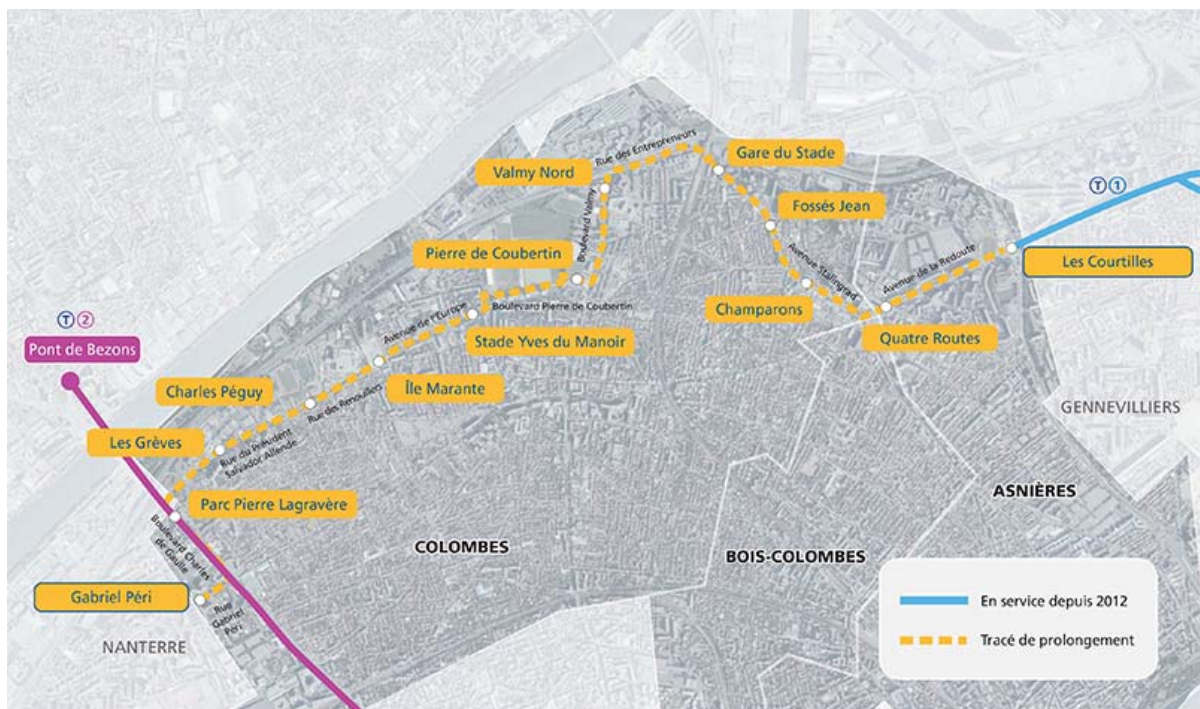 Rue des Entrepreneurs
Gare du Stade
Valmy Nord
T 1
Fossés Jean
Boulevard Valmy
Pierre de Coubertin
Avenue Stalingrad
Avenue de la Redoute
Les Courtilles
Avenue de l'Europe
Boulevard Pierre de Coubertin
Champarons
T 2
Pont de Bezons
Stade Yves du Manoir
Quatre Routes
Charles Péguy
Rue des Renouillers
Île Marante
GENNEVILLIERS
Les Grèves
Rue du Président
Salvador Allende
ASNIÈRES
Parc Pierre Lagravère
COLOMBES
BOIS-COLOMBES
Boulevard Charles
de Gaulle
Gabriel Péri
Rue
Gabriel
Péri
NANTERRE
En service depuis 2012
Tracé de prolongement